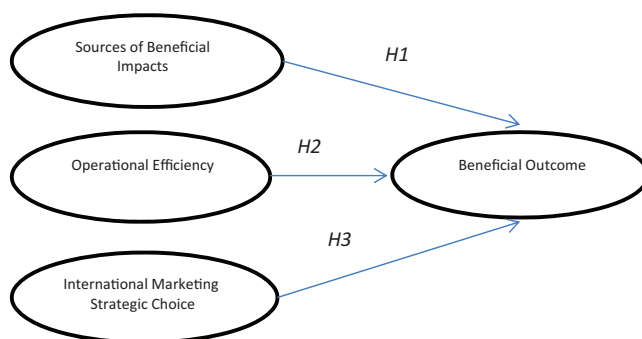 Sources of Beneficial
Impacts
H1
Operational Efficiency
H2
Beneficial Outcome
H3
International Marketing
Strategic Choice